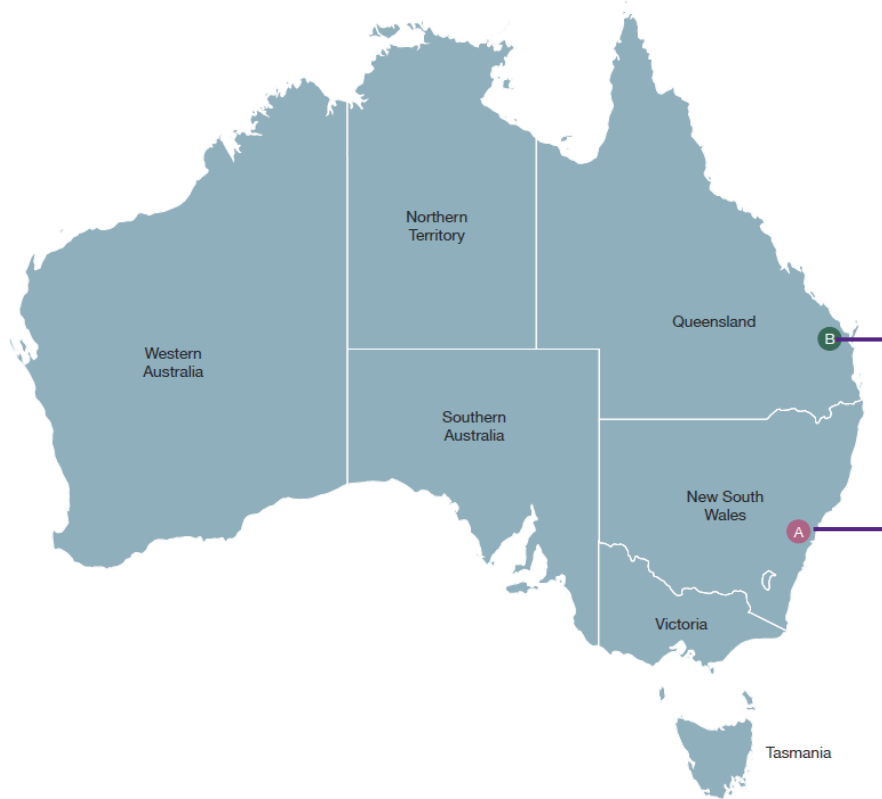 Northern
Territory
Queensland
B
Western
Australia
Southern
Australia
New South
Wales
A
Victoria
Tasmania